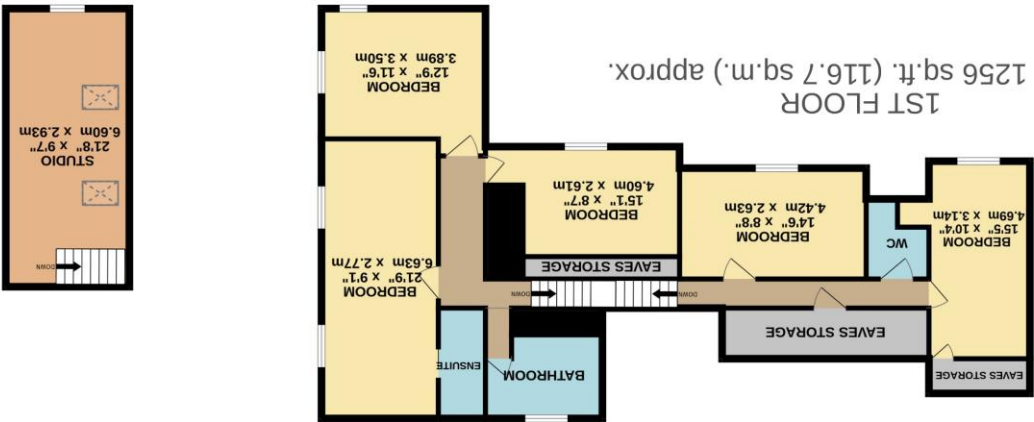 EAVES STORAGE
BATHROOM
ENSUITE
EAVES STORAGE
DOWN
DOWN
EAVES STORAGE
BEDROOM
21'9" x 9'1"
6.63m x 2.77m
BEDROOM
15'5" x 10'4"
4.69m x 3.14m
WC
BEDROOM
14'6" x 8'8"
4.42m x 2.63m
BEDROOM
15'1" x 8'7"
4.60m x 2.61m
BEDROOM
12'9" x 11'6"
3.89m x 3.50m
DOWN
STUDIO
21'8" x 9'7"
6.60m x 2.93m
1ST FLOOR
1256 sq.ft. (116.7 sq.m.) approx.